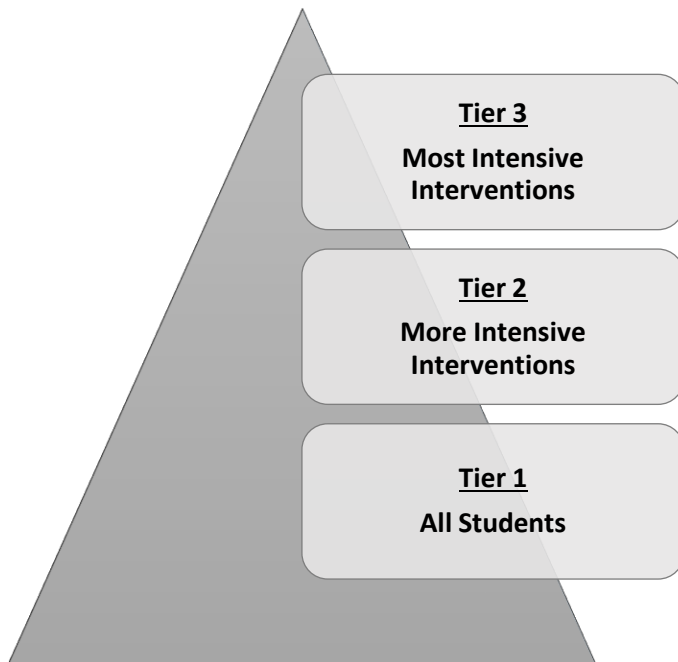 Tier 3
Most Intensive
Interventions
Tier 2
More Intensive
Interventions
Tier 1
All Students